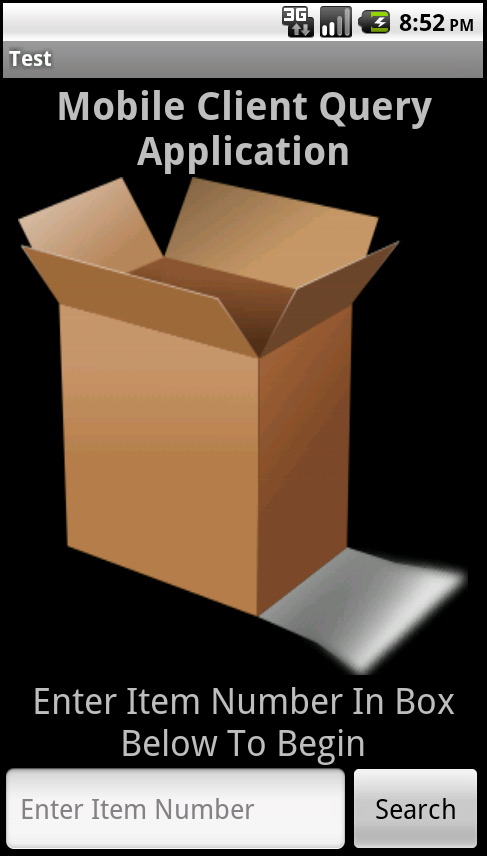 3G 8:52 PM
Test
Mobile Client Query
Application
Enter Item Number In Box
Below To Begin
Enter Item Number Search